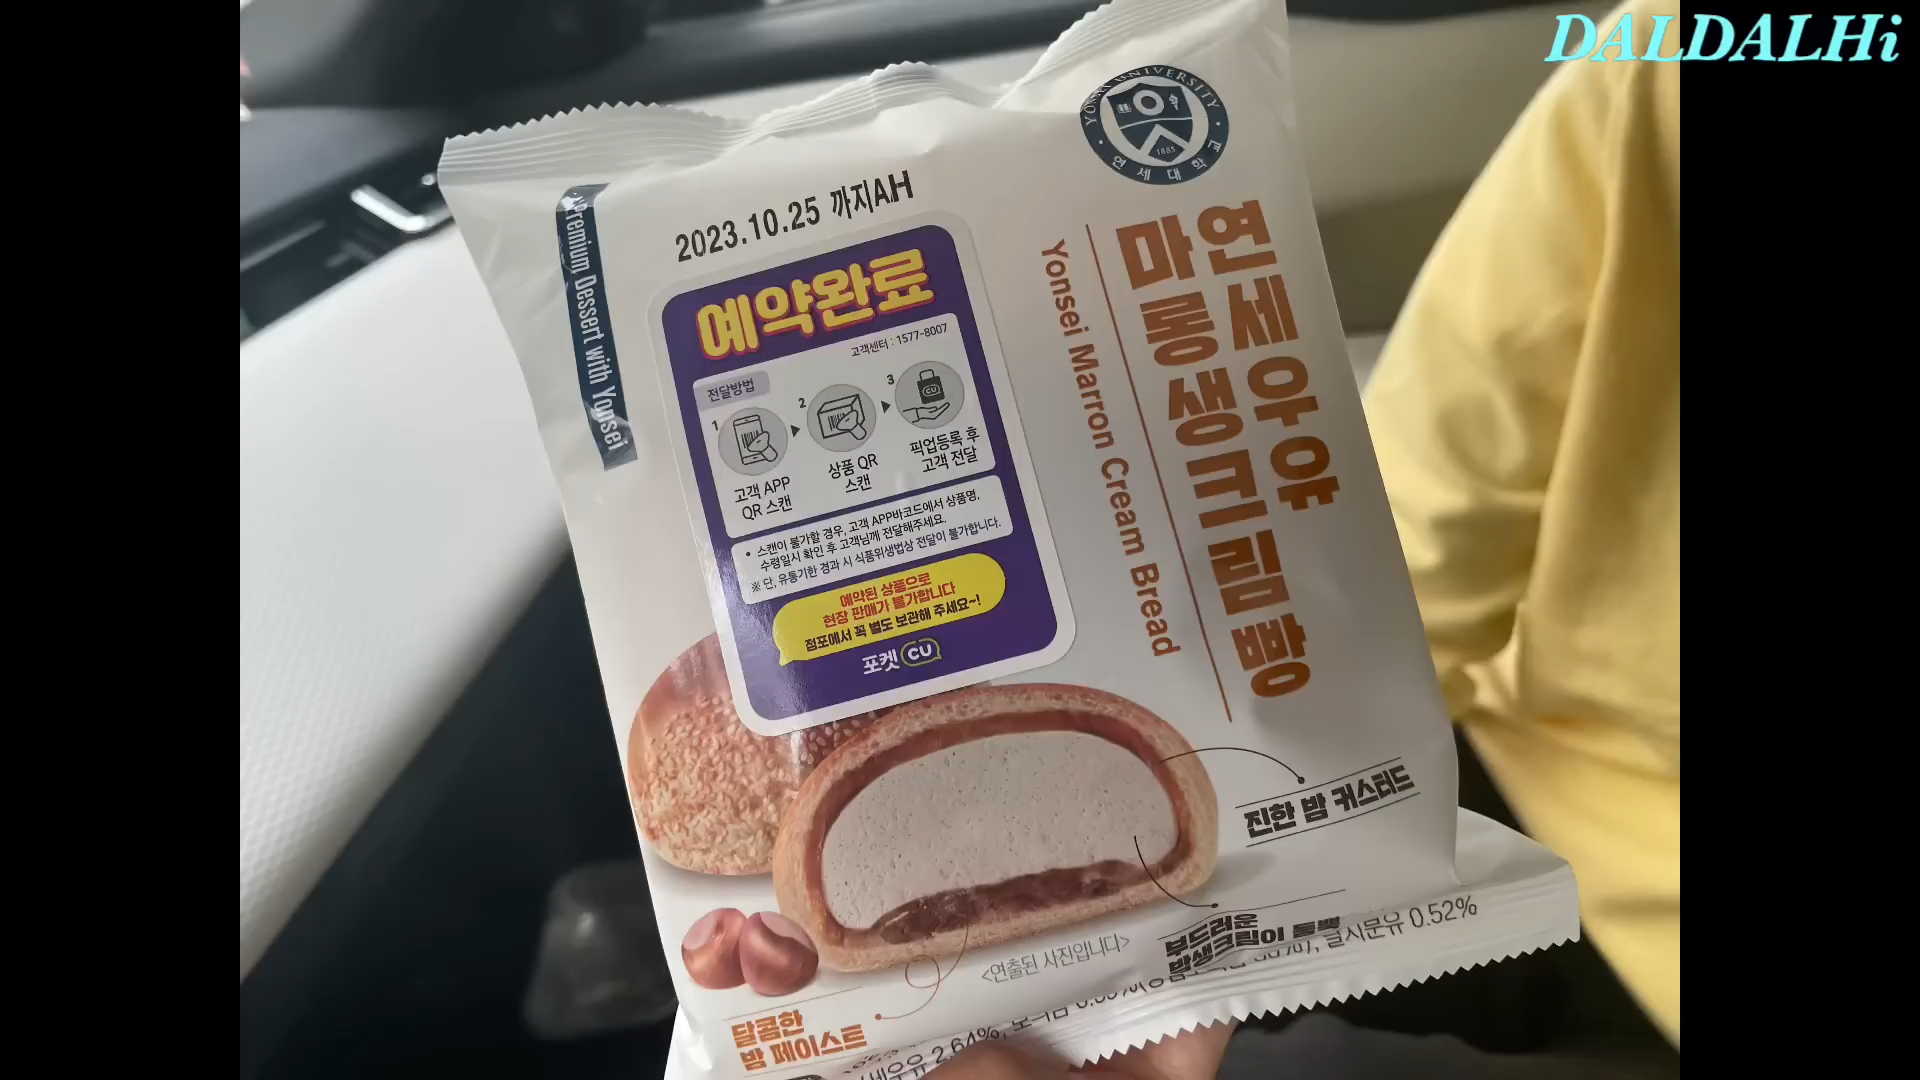 DALDALHi
YONSEI UNIVERSITY
1885
연세대학교
Premium Dessert with Yonsei
2023.10.25 까지AH
연세우유
마롱생크림빵
Yonsei Marron Cream Bread
예약완료
고객센터 : 1577-8007
전달방법
1
고객 APP
QR 스캔
2
상품 QR
스캔
3
픽업등록 후
고객 전달
• 스캔이 불가할 경우, 고객 APP바코드에서 상품명,
수령일시 확인 후 고객님께 전달해주세요.
※ 단, 유통기한 경과 시 식품위생법상 전달이 불가합니다.
예약된 상품으로
현장 판매가 불가합니다
점포에서 꼭 별도 보관해 주세요~!
포켓 CU
진한 밤 커스터드
부드러운
밤생크림이 듬뿍
<연출된 사진입니다>
달콤한
밤 페이스트
2.64%
0.52%